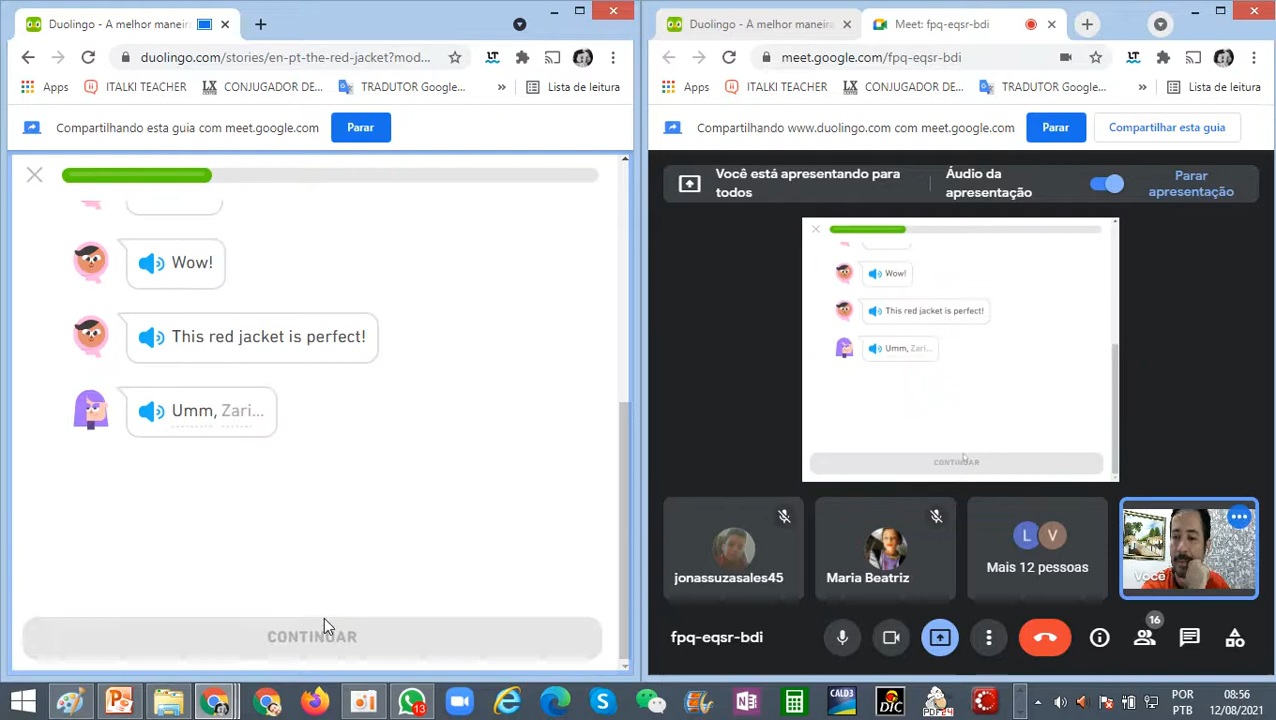 Duolingo - A melhor maneira
duolingo.com/stories/en-pt-the-red-jacket?mod...
Apps
ITALKI TEACHER
CONJUGADOR DE...
TRADUTOR Google...
»
Lista de leitura
Compartilhando esta guia com meet.google.com
Parar
Wow!
This red jacket is perfect!
Umm, Zari...
CONTINUAR
Duolingo - A melhor maneira
Meet: fpq-eqsr-bdi
meet.google.com/fpq-eqsr-bdi
Apps
ITALKI TEACHER
CONJUGADOR DE...
TRADUTOR Google...
»
Lista de leitura
Compartilhando www.duolingo.com com meet.google.com
Parar
Compartilhar esta guia
Você está apresentando para
todos
Áudio da
apresentação
Parar
apresentação
Wow!
This red jacket is perfect!
Umm, Zari...
CONTINUAR
jonassuzasales45
Maria Beatriz
L V
Mais 12 pessoas
Você
16
fpq-eqsr-bdi
13
CALD3
DIC
PDF24
POR
PTB
08:56
12/08/2021